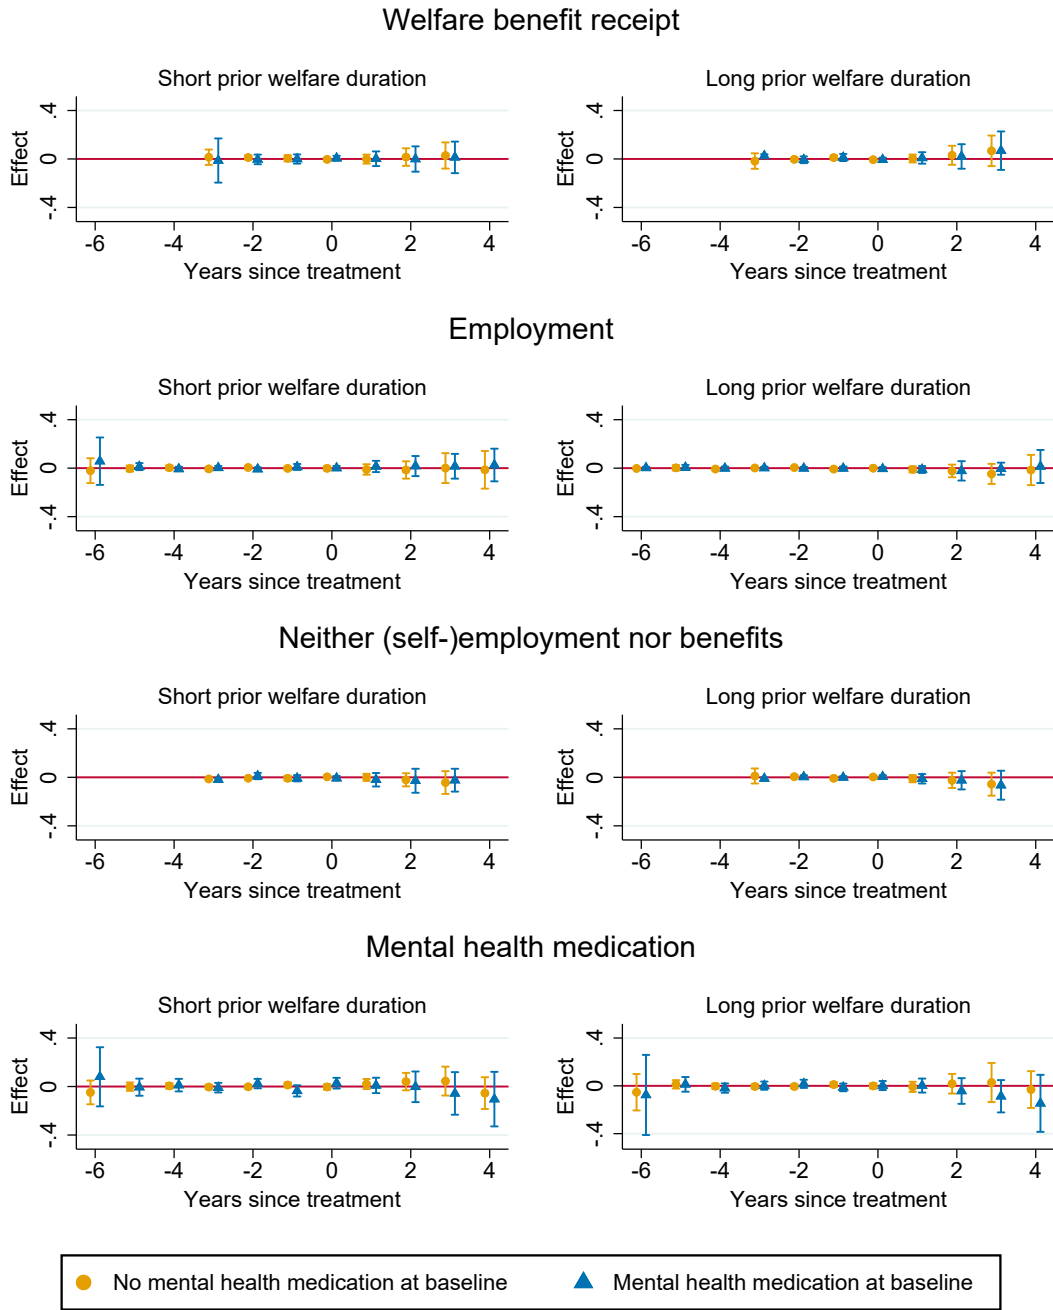 Welfare benefit receipt
Short prior welfare duration
Effect
.4
0
-.4
-6 -4 -2 0 2 4
Years since treatment
Long prior welfare duration
Effect
.4
0
-.4
-6 -4 -2 0 2 4
Years since treatment
Employment
Short prior welfare duration
Effect
.4
0
-.4
-6 -4 -2 0 2 4
Years since treatment
Long prior welfare duration
Effect
.4
0
-.4
-6 -4 -2 0 2 4
Years since treatment
Neither (self-)employment nor benefits
Short prior welfare duration
Effect
.4
0
-.4
-6 -4 -2 0 2 4
Years since treatment
Long prior welfare duration
Effect
.4
0
-.4
-6 -4 -2 0 2 4
Years since treatment
Mental health medication
Short prior welfare duration
Effect
.4
0
-.4
-6 -4 -2 0 2 4
Years since treatment
Long prior welfare duration
Effect
.4
0
-.4
-6 -4 -2 0 2 4
Years since treatment
No mental health medication at baseline
Mental health medication at baseline